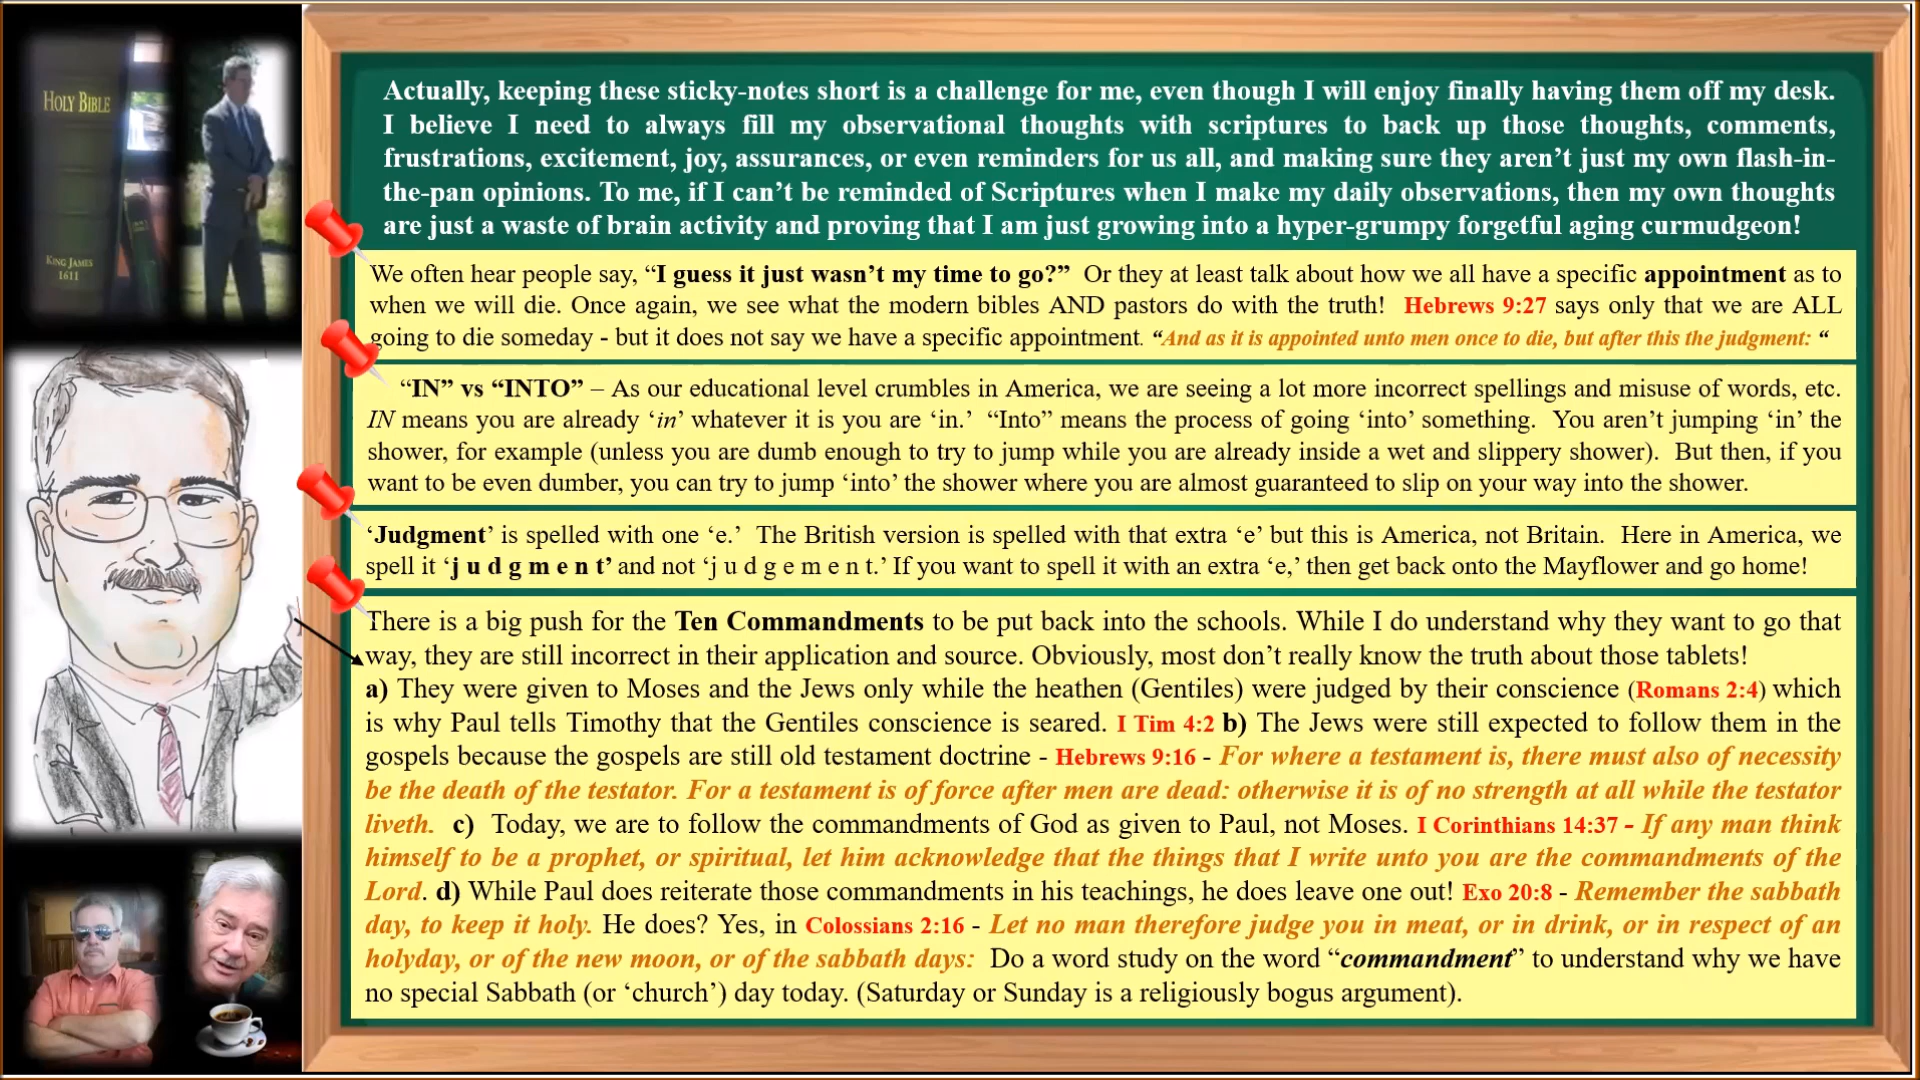 HOLY BIBLE
KING JAMES
1611
Actually, keeping these sticky-notes short is a challenge for me, even though I will enjoy finally having them off my desk.
I believe I need to always fill my observational thoughts with scriptures to back up those thoughts, comments,
frustrations, excitement, joy, assurances, or even reminders for us all, and making sure they aren’t just my own flash-in-
the-pan opinions. To me, if I can’t be reminded of Scriptures when I make my daily observations, then my own thoughts
are just a waste of brain activity and proving that I am just growing into a hyper-grumpy forgetful aging curmudgeon!
We often hear people say, “I guess it just wasn’t my time to go?” Or they at least talk about how we all have a specific appointment as to
when we will die. Once again, we see what the modern bibles AND pastors do with the truth! Hebrews 9:27 says only that we are ALL
going to die someday - but it does not say we have a specific appointment. “And as it is appointed unto men once to die, but after this the judgment: “
“IN” vs “INTO” – As our educational level crumbles in America, we are seeing a lot more incorrect spellings and misuse of words, etc.
IN means you are already ‘in’ whatever it is you are ‘in.’ “Into” means the process of going ‘into’ something. You aren’t jumping ‘in’ the
shower, for example (unless you are dumb enough to try to jump while you are already inside a wet and slippery shower). But then, if you
want to be even dumber, you can try to jump ‘into’ the shower where you are almost guaranteed to slip on your way into the shower.
‘Judgment’ is spelled with one ‘e.’ The British version is spelled with that extra ‘e’ but this is America, not Britain. Here in America, we
spell it ‘j u d g m e n t’ and not ‘j u d g e m e n t.’ If you want to spell it with an extra ‘e,’ then get back onto the Mayflower and go home!
There is a big push for the Ten Commandments to be put back into the schools. While I do understand why they want to go that
way, they are still incorrect in their application and source. Obviously, most don’t really know the truth about those tablets!
a) They were given to Moses and the Jews only while the heathen (Gentiles) were judged by their conscience (Romans 2:4) which
is why Paul tells Timothy that the Gentiles conscience is seared. I Tim 4:2 b) The Jews were still expected to follow them in the
gospels because the gospels are still old testament doctrine - Hebrews 9:16 - For where a testament is, there must also of necessity
be the death of the testator. For a testament is of force after men are dead: otherwise it is of no strength at all while the testator
liveth. c) Today, we are to follow the commandments of God as given to Paul, not Moses. I Corinthians 14:37 - If any man think
himself to be a prophet, or spiritual, let him acknowledge that the things that I write unto you are the commandments of the
Lord. d) While Paul does reiterate those commandments in his teachings, he does leave one out! Exo 20:8 - Remember the sabbath
day, to keep it holy. He does? Yes, in Colossians 2:16 - Let no man therefore judge you in meat, or in drink, or in respect of an
holyday, or of the new moon, or of the sabbath days: Do a word study on the word “commandment” to understand why we have
no special Sabbath (or ‘church’) day today. (Saturday or Sunday is a religiously bogus argument).